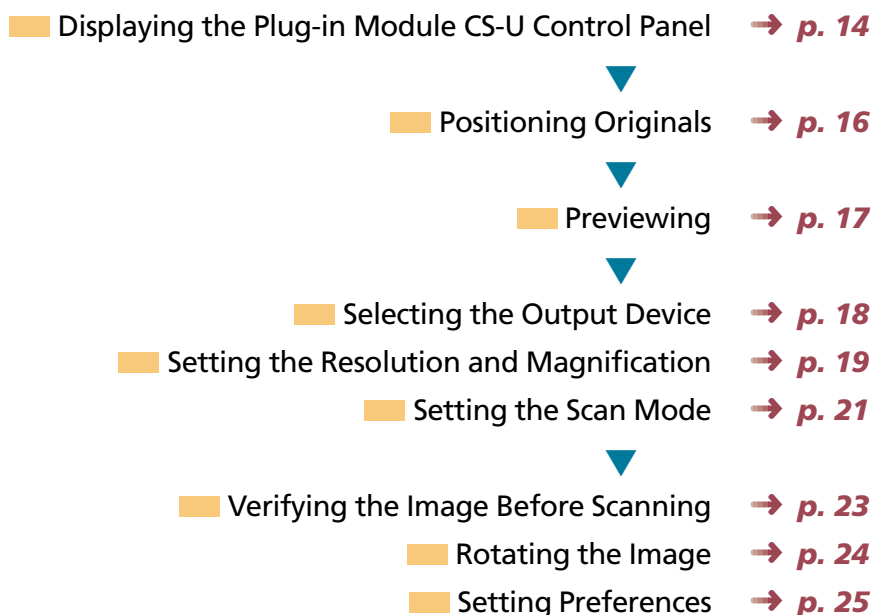 Displaying the Plug-in Module CS-U Control Panel p. 14
Positioning Originals p. 16
Previewing p. 17
Selecting the Output Device p. 18
Setting the Resolution and Magnification p. 19
Setting the Scan Mode p. 21
Verifying the Image Before Scanning p. 23
Rotating the Image p. 24
Setting Preferences p. 25